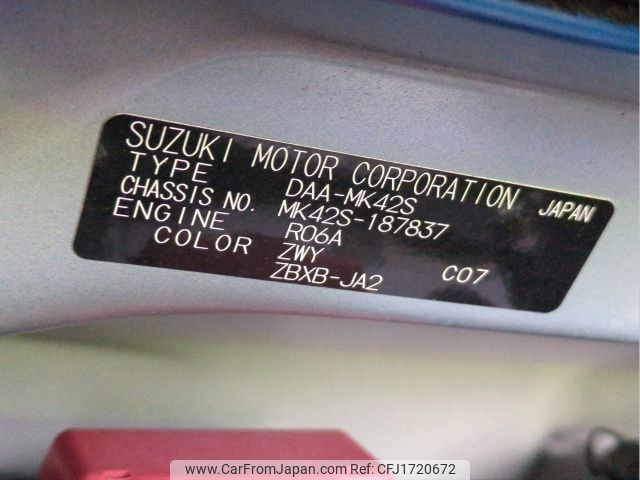 SUZUKI MOTOR CORPORATION JAPAN
TYPE DAA-MK42S
CHASSIS NO. MK42S-187837
ENGINE R06A
COLOR ZWY
ZBXB-JA2 C07
www.CarFromJapan.com Ref:CFJ1720672